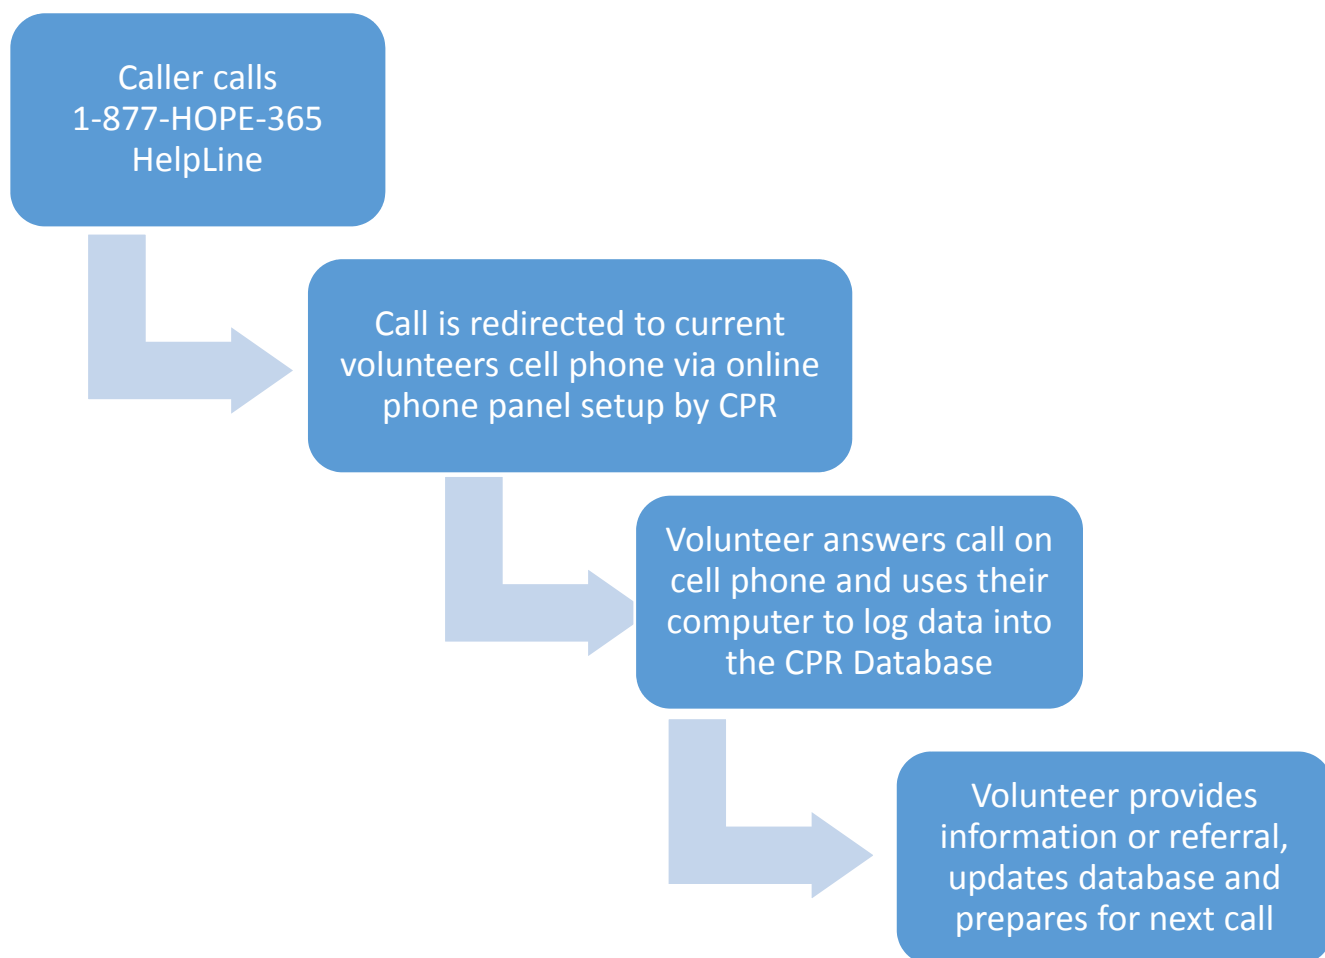 Caller calls
1-877-HOPE-365
HelpLine
Call is redirected to current
volunteers cell phone via online
phone panel setup by CPR
Volunteer answers call on
cell phone and uses their
computer to log data into
the CPR Database
Volunteer provides
information or referral,
updates database and
prepares for next call